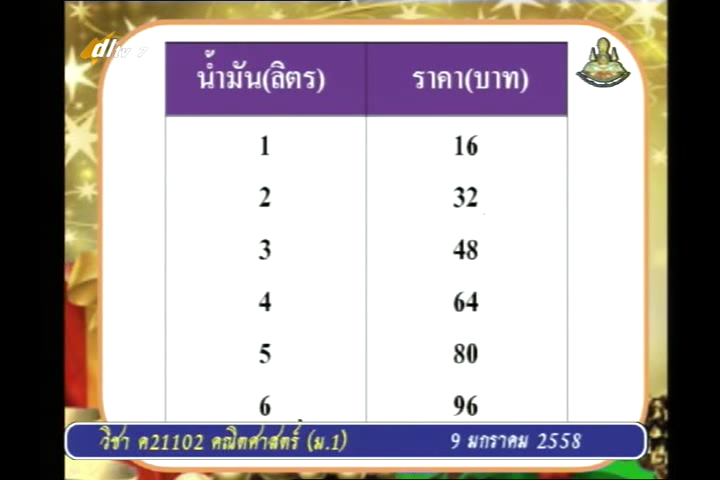 dltv 7
น้ำมัน(ลิตร) ราคา(บาท)
1 16
2 32
3 48
4 64
5 80
6 96
วิชา ค21102 คณิตศาสตร์ (ม.1) 9 มกราคม 2558